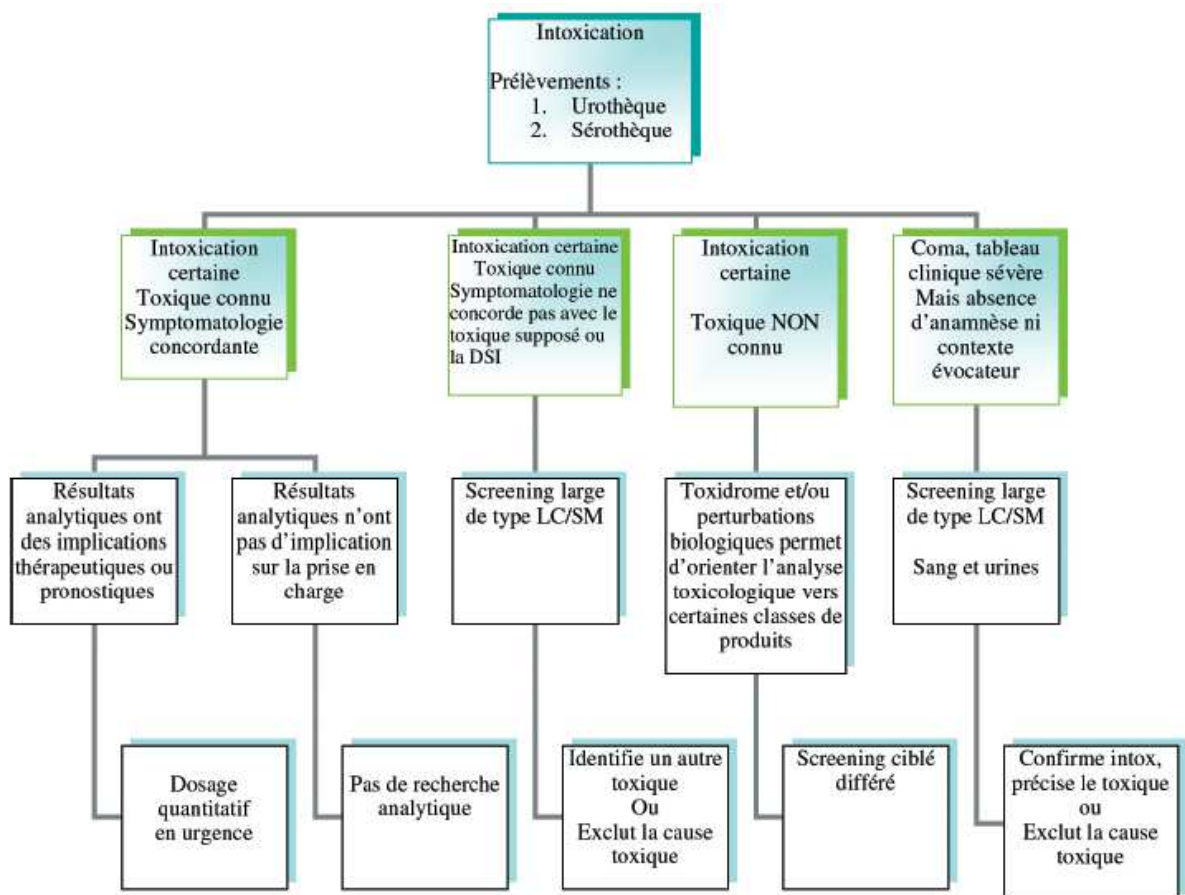 Intoxication
Prélèvements :
1. Urothèque
2. Sérothèque
Intoxication
certaine
Toxique connu
Symptomatologie
concordante
Intoxication certaine
Toxique connu
Symptomatologie ne
concorde pas avec le
toxique supposé ou
la DSI
Intoxication
certaine
Toxique NON
connu
Coma, tableau
clinique sévère
Mais absence
d'anamnèse ni
contexte
évocateur
Résultats
analytiques ont
des implications
thérapeutiques ou
pronostiques
Résultats
analytiques n'ont
pas d'implication
sur la prise en
charge
Screening large
de type LC/SM
Toxidrome et/ou
perturbations
biologiques permet
d'orienter l'analyse
toxicologique vers
certaines classes de
produits
Screening large
de type LC/SM
Sang et urines
Dosage
quantitatif
en urgence
Pas de recherche
analytique
Identifie un autre
toxique
Ou
Exclut la cause
toxique
Screening ciblé
différé
Confirme intox,
précise le toxique
ou
Exclut la cause
toxique